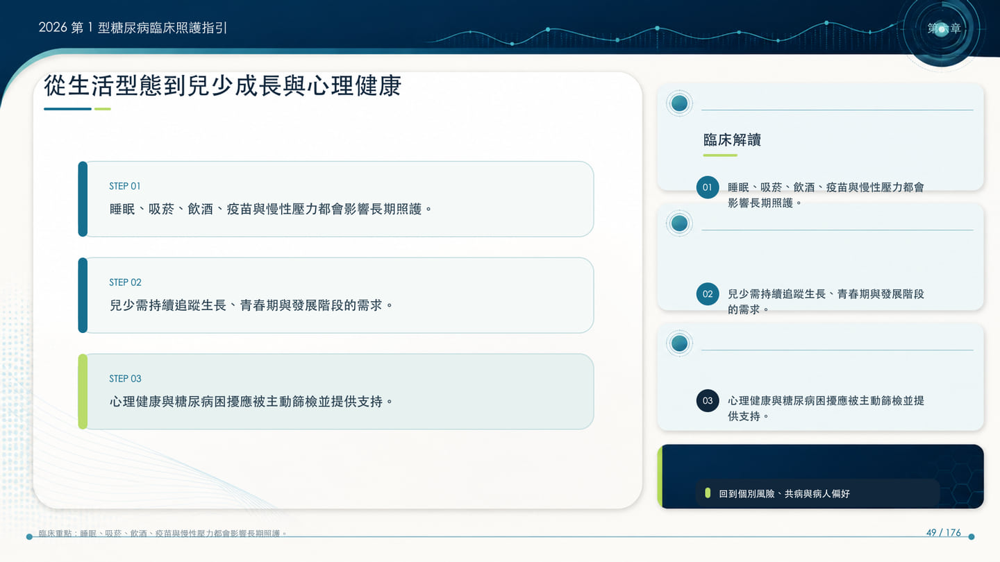 2026 第 1 型糖尿病臨床照護指引
第六章
從生活型態到兒少成長與心理健康
STEP 01
睡眠、吸菸、飲酒、疫苗與慢性壓力都會影響長期照護。
STEP 02
兒少需持續追蹤生長、青春期與發展階段的需求。
STEP 03
心理健康與糖尿病困擾應被主動篩檢並提供支持。
臨床解讀
01 睡眠、吸菸、飲酒、疫苗與慢性壓力都會
影響長期照護。
02 兒少需持續追蹤生長、青春期與發展階段
的需求。
03 心理健康與糖尿病困擾應被主動篩檢並提
供支持。
回到個別風險、共病與病人偏好
臨床重點：睡眠、吸菸、飲酒、疫苗與慢性壓力都會影響長期照護。
49 / 176